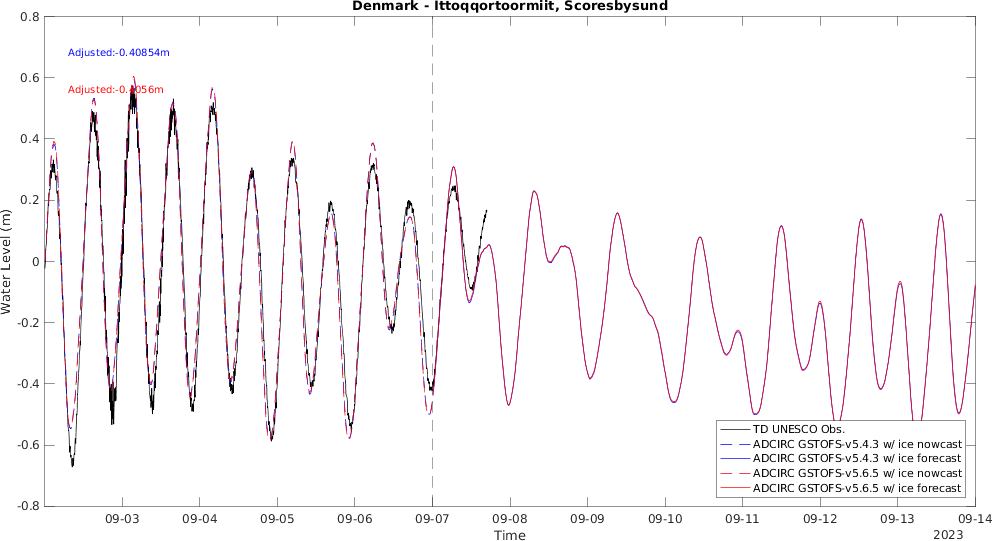 Denmark - Ittoqqortoormiit, Scoresbysund
0.8
0.6
0.4
0.2
0
-0.2
-0.4
-0.6
-0.8
Water Level (m)
Adjusted:-0.40854m
Adjusted:-0.4056m
TD UNESCO Obs.
ADCIRC GSTOFS-v5.4.3 w/ ice nowcast
ADCIRC GSTOFS-v5.4.3 w/ ice forecast
ADCIRC GSTOFS-v5.6.5 w/ ice nowcast
ADCIRC GSTOFS-v5.6.5 w/ ice forecast
09-03 09-04 09-05 09-06 09-07 09-08 09-09 09-10 09-11 09-12 09-13 09-14
Time
2023